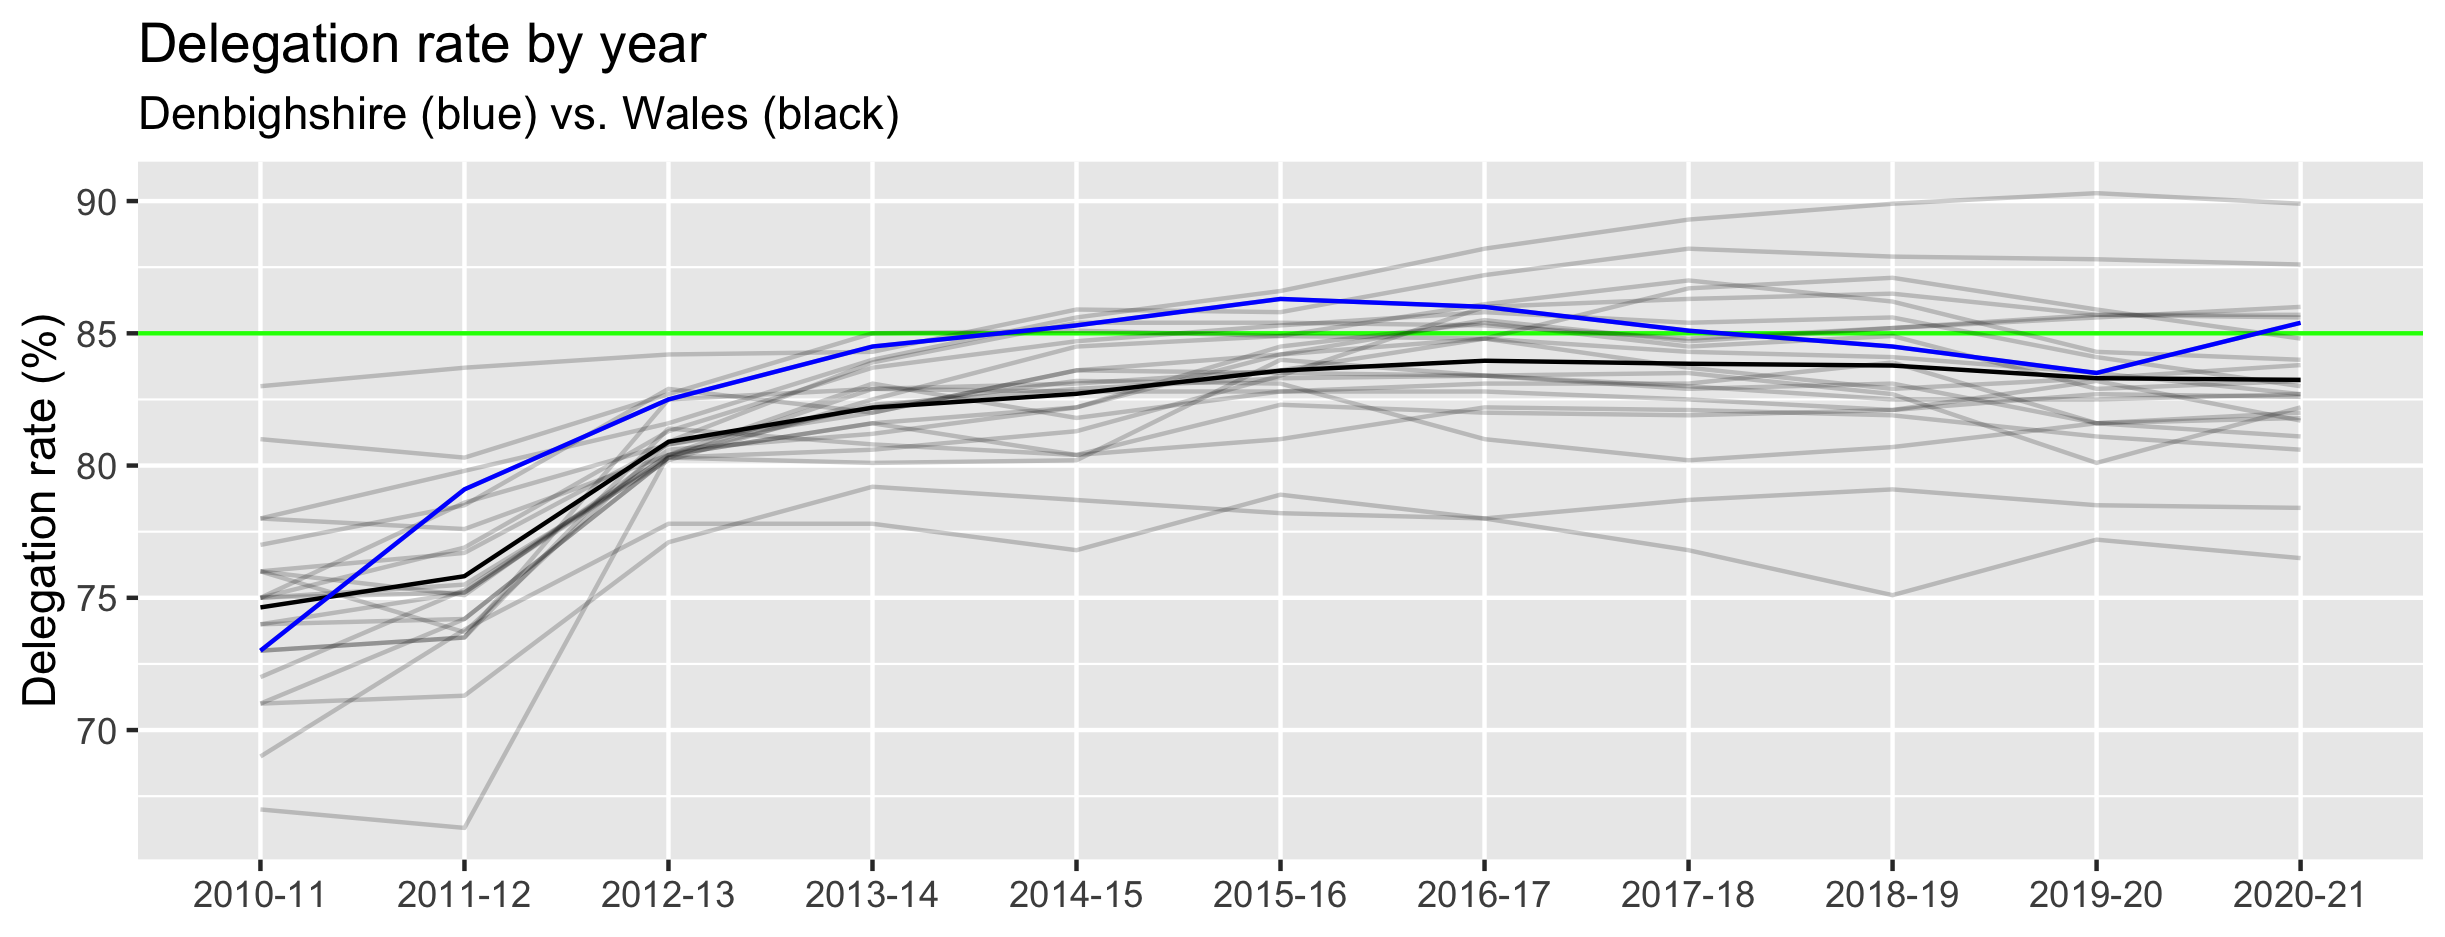 Delegation rate by year
Denbighshire (blue) vs. Wales (black)
Delegation rate (%)
90
85
80
75
70
2010-11 2011-12 2012-13 2013-14 2014-15 2015-16 2016-17 2017-18 2018-19 2019-20 2020-21